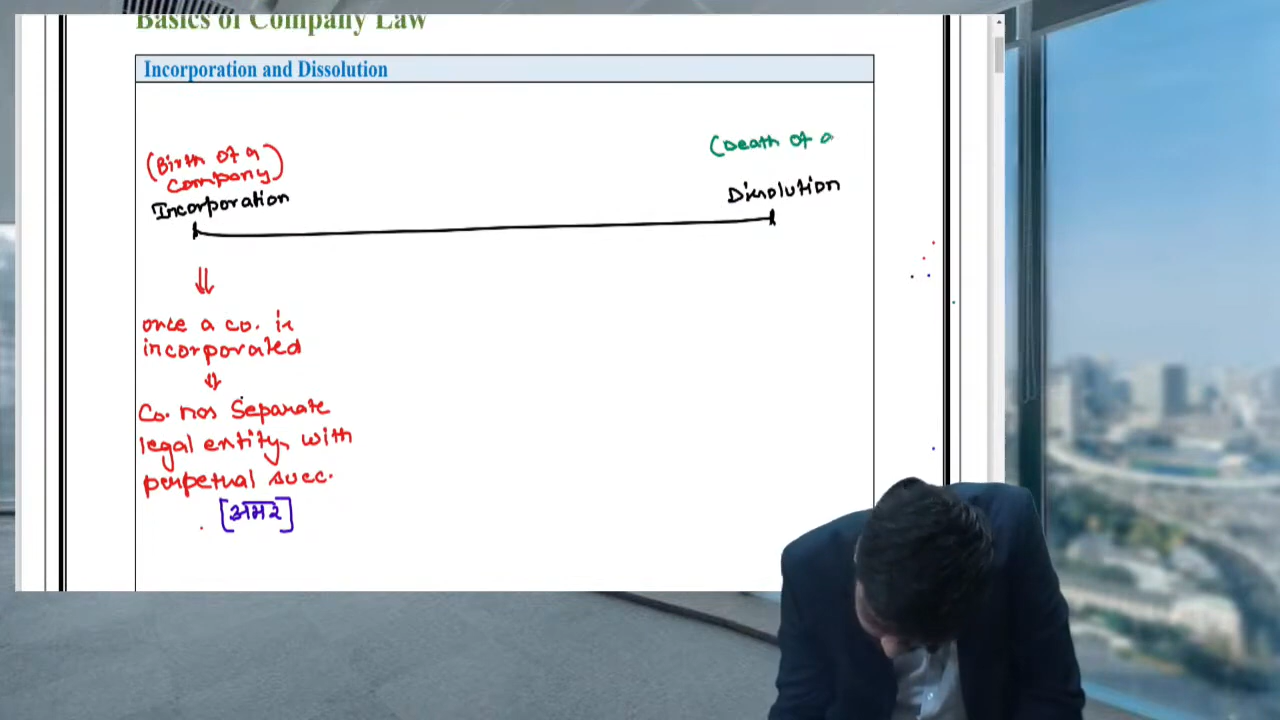 Basics of Company Law
Incorporation and Dissolution
(Birth of a
company)
Incorporation
(Death of a
Dissolution
once a co. is
incorporated
Co. has Separate
legal entity, with
perpetual succ.
[अमर]